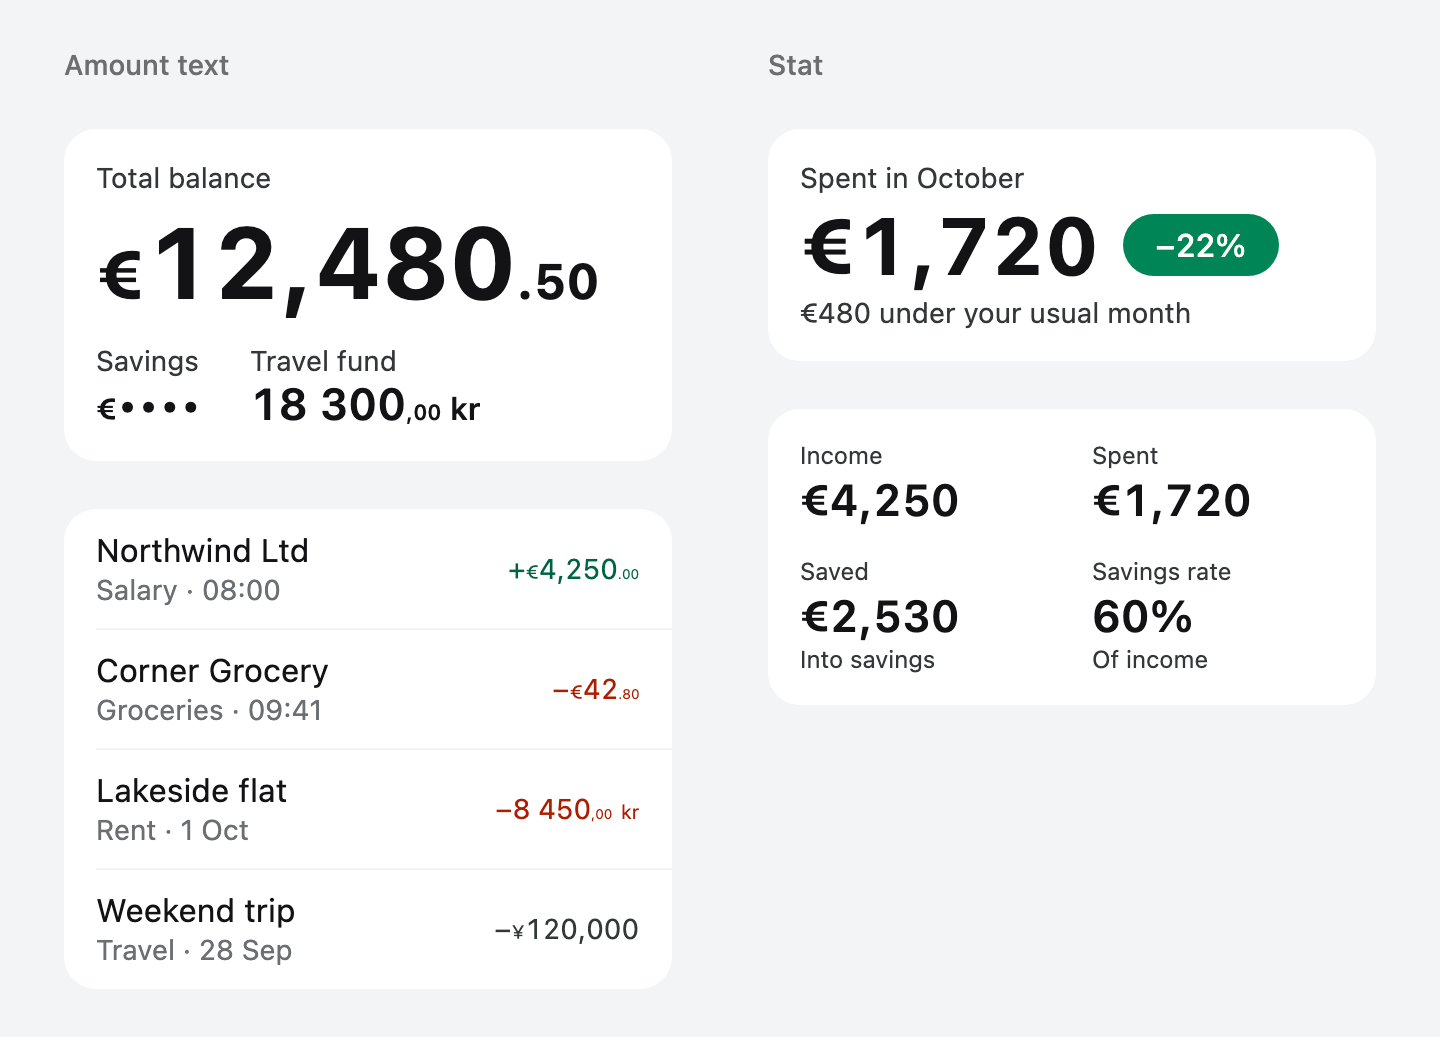 Amount text
Total balance
€12,480.50
Savings
€••••
Travel fund
18 300,00 kr
Northwind Ltd
Salary · 08:00
+€4,250.00
Corner Grocery
Groceries · 09:41
−€42.80
Lakeside flat
Rent · 1 Oct
−8 450,00 kr
Weekend trip
Travel · 28 Sep
−¥120,000
Stat
Spent in October
€1,720
−22%
€480 under your usual month
Income
€4,250
Spent
€1,720
Saved
€2,530
Into savings
Savings rate
60%
Of income